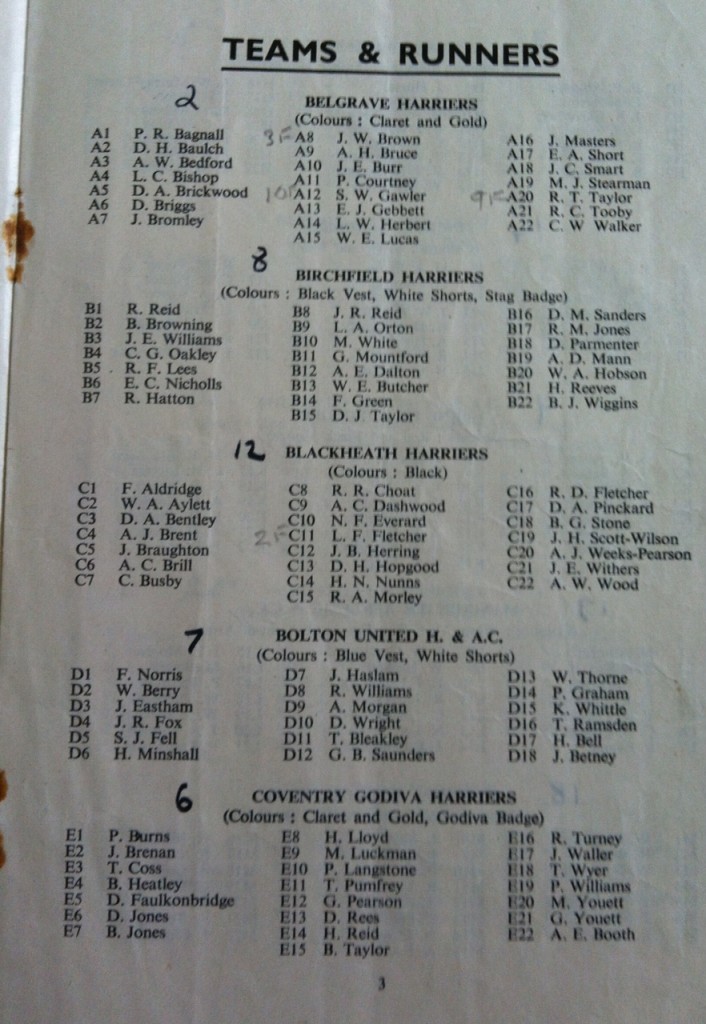 TEAMS & RUNNERS
2
BELGRAVE HARRIERS
(Colours : Claret and Gold)
A1 P. R. Bagnall
A2 D. H. Baulch
A3 A. W. Bedford
A4 L. C. Bishop
A5 D. A. Brickwood
A6 D. Briggs
A7 J. Bromley
3F A8 J. W. Brown
A9 A. H. Bruce
A10 J. E. Burr
A11 P. Courtney
10F A12 S. W. Gawler
A13 E. J. Gebbett
A14 L. W. Herbert
A15 W. E. Lucas
A16 J. Masters
A17 E. A. Short
A18 J. C. Smart
A19 M. J. Stearman
9F A20 R. T. Taylor
A21 R. C. Tooby
A22 C. W Walker
8
BIRCHFIELD HARRIERS
(Colours : Black Vest, White Shorts, Stag Badge)
B1 R. Reid
B2 B. Browning
B3 J. E. Williams
B4 C. G. Oakley
B5 R. F. Lees
B6 E. C. Nicholls
B7 R. Hatton
B8 J. R. Reid
B9 L. A. Orton
B10 M. White
B11 G. Mountford
B12 A. E. Dalton
B13 W. E. Butcher
B14 F. Green
B15 D. J Taylor
B16 D. M. Sanders
B17 R. M. Jones
B18 D. Parmenter
B19 A. D. Mann
B20 W. A. Hobson
B21 H. Reeves
B22 B. J. Wiggins
12 BLACKHEATH HARRIERS
(Colours : Black)
C1 F. Aldridge
C2 W. A. Aylett
C3 D. A. Bentley
C4 A. J. Brent
C5 J. Braughton
C6 A. C. Brill
C7 C. Busby
C8 R. R. Choat
C9 A. C. Dashwood
C10 N. F. Everard
2F C11 L. F. Fletcher
C12 J. B. Herring
C13 D. H. Hopgood
C14 H. N. Nunns
C15 R. A. Morley
C16 R. D. Fletcher
C17 D. A. Pinckard
C18 B. G. Stone
C19 J. H. Scott-Wilson
C20 A. J. Weeks-Pearson
C21 J. E. Withers
C22 A. W. Wood
7 BOLTON UNITED H. & A.C.
(Colours : Blue Vest, White Shorts)
D1 F. Norris
D2 W. Berry
D3 J. Eastham
D4 J. R. Fox
D5 S. J. Fell
D6 H. Minshall
D7 J. Haslam
D8 R. Williams
D9 A. Morgan
D10 D. Wright
D11 T. Bleakley
D12 G. B. Saunders
D13 W. Thorne
D14 P. Graham
D15 K. Whittle
D16 T. Ramsden
D17 H. Bell
D18 J. Betney
6 COVENTRY GODIVA HARRIERS
(Colours : Claret and Gold, Godiva Badge)
E1 P. Burns
E2 J. Brenan
E3 T. Coss
E4 B. Heatley
E5 D. Faulkonbridge
E6 D. Jones
E7 B. Jones
E8 H. Lloyd
E9 M. Luckman
E10 P. Langstone
E11 T. Pumfrey
E12 G. Pearson
E13 D. Rees
E14 H. Reid
E15 B. Taylor
E16 R. Turney
E17 J. Waller
E18 T. Wyer
E19 P. Williams
E20 M. Youett
E21 G. Youett
E22 A. E. Booth
3